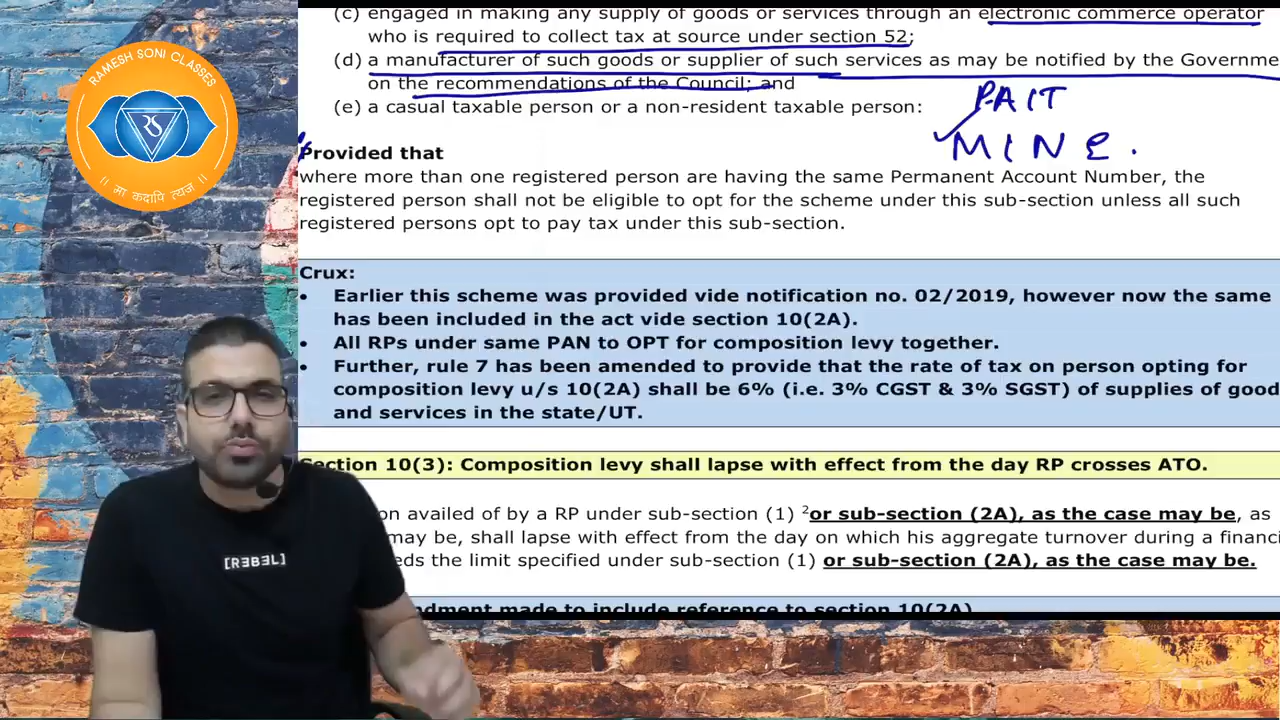 (c) engaged in making any supply of goods or services through an electronic commerce operator
who is required to collect tax at source under section 52;
(d) a manufacturer of such goods or supplier of such services as may be notified by the Governme
on the recommendations of the Council; and
(e) a casual taxable person or a non-resident taxable person:
PAIT
MINE.
Provided that
where more than one registered person are having the same Permanent Account Number, the
registered person shall not be eligible to opt for the scheme under this sub-section unless all such
registered persons opt to pay tax under this sub-section.
Crux:
• Earlier this scheme was provided vide notification no. 02/2019, however now the same
has been included in the act vide section 10(2A).
• All RPs under same PAN to OPT for composition levy together.
• Further, rule 7 has been amended to provide that the rate of tax on person opting for
composition levy u/s 10(2A) shall be 6% (i.e. 3% CGST & 3% SGST) of supplies of good
and services in the state/UT.
Section 10(3): Composition levy shall lapse with effect from the day RP crosses ATO.
on availed of by a RP under sub-section (1) 2or sub-section (2A), as the case may be, as
may be, shall lapse with effect from the day on which his aggregate turnover during a financi
eds the limit specified under sub-section (1) or sub-section (2A), as the case may be.
ndment made to include reference to section 10(2A)
RAMESH SONI CLASSES
RS
।। मा कदापि त्यज ।।
[REBEL]